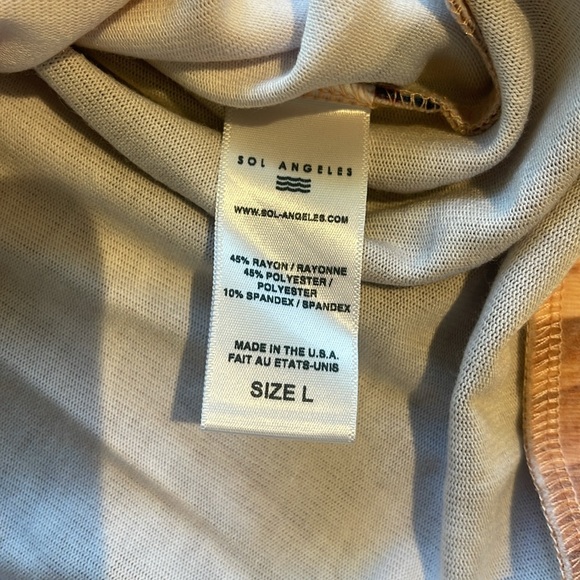 SOL ANGELES
WWW.SOL-ANGELES.COM
45% RAYON / RAYONNE
45% POLYESTER /
POLYESTER
10% SPANDEX / SPANDEX
MADE IN THE U.S.A.
FAIT AU ETATS-UNIS
SIZE L